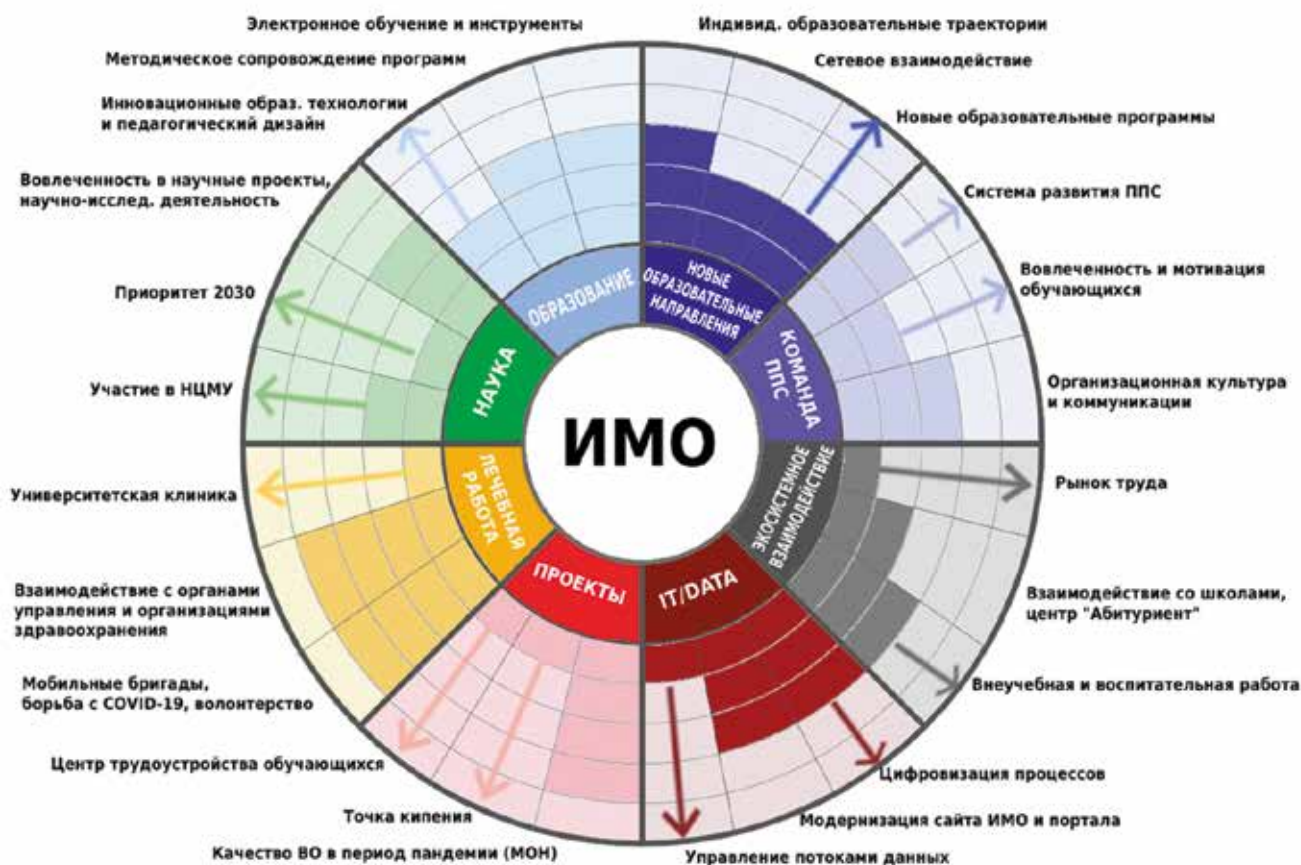 Электронное обучение и инструменты
Индивид. образовательные траектории
Методическое сопровождение программ
Сетевое взаимодействие
Инновационные образ. технологии
и педагогический дизайн
Новые образовательные программы
Вовлеченность в научные проекты,
научно-исслед. деятельность
Система развития ППС
Приоритет 2030
Вовлеченность и мотивация
обучающихся
Участие в НЦМУ
Организационная культура
и коммуникации
ОБРАЗОВАНИЕ
НОВЫЕ
ОБРАЗОВАТЕЛЬНЫЕ
НАПРАВЛЕНИЯ
НАУКА
КОМАНДА
ППС
ИМО
ЛЕЧЕБНАЯ
РАБОТА
ЭКОСИСТЕМНОЕ
ВЗАИМОДЕЙСТВИЕ
ПРОЕКТЫ
IT/DATA
Университетская клиника
Рынок труда
Взаимодействие с органами
управления и организациями
здравоохранения
Взаимодействие со школами,
центр "Абитуриент"
Мобильные бригады,
борьба с COVID-19, волонтерство
Внеучебная и воспитательная работа
Центр трудоустройства обучающихся
Цифровизация процессов
Точка кипения
Модернизация сайта ИМО и портала
Качество ВО в период пандемии (МОН)
Управление потоками данных